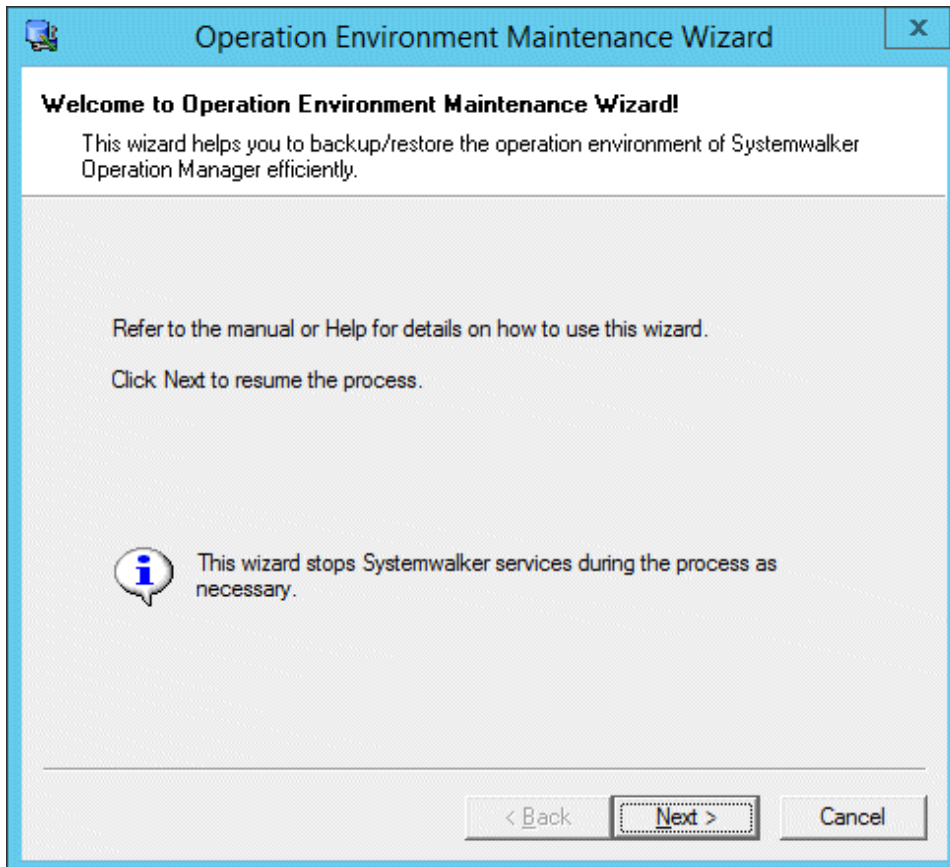 Operation Environment Maintenance Wizard
x
Welcome to Operation Environment Maintenance Wizard!
This wizard helps you to backup/restore the operation environment of Systemwalker
Operation Manager efficiently.
Refer to the manual or Help for details on how to use this wizard.
Click Next to resume the process.
This wizard stops Systemwalker services during the process as
necessary.
< Back Next > Cancel